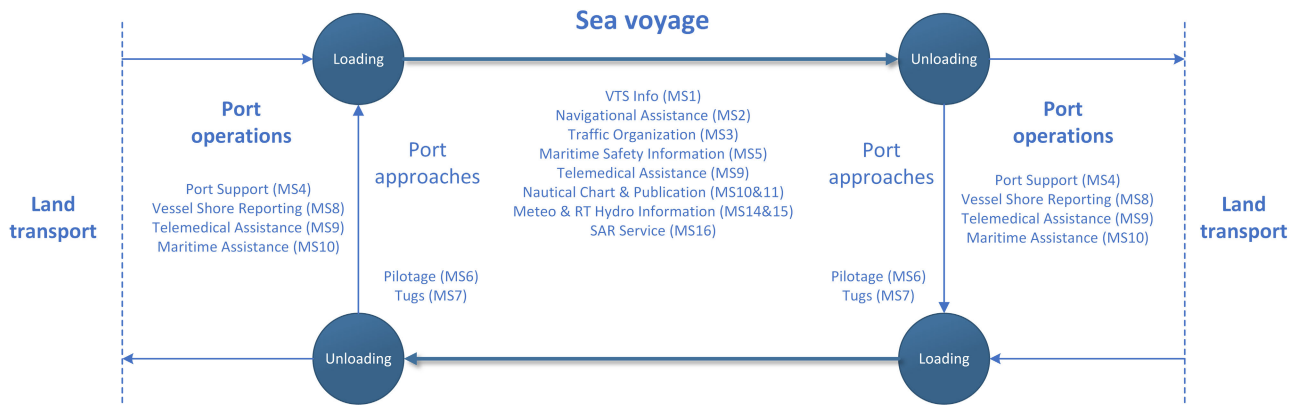 Sea voyage
Loading
Unloading
Port
operations
Port
approaches
VTS Info (MS1)
Navigational Assistance (MS2)
Traffic Organization (MS3)
Maritime Safety Information (MS5)
Telemedical Assistance (MS9)
Nautical Chart & Publication (MS10&11)
Meteo & RT Hydro Information (MS14&15)
SAR Service (MS16)
Port
approaches
Port
operations
Port Support (MS4)
Vessel Shore Reporting (MS8)
Telemedical Assistance (MS9)
Maritime Assistance (MS10)
Port Support (MS4)
Vessel Shore Reporting (MS8)
Telemedical Assistance (MS9)
Maritime Assistance (MS10)
Land
transport
Land
transport
Pilotage (MS6)
Tugs (MS7)
Pilotage (MS6)
Tugs (MS7)
Unloading
Loading